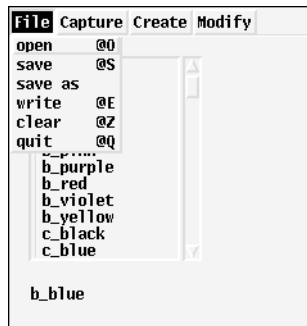 File Capture Create Modify
open @O
save @S
save as
write @E
clear @Z
quit @Q
b_purple
b_red
b_violet
b_yellow
c_black
c_blue
b_blue